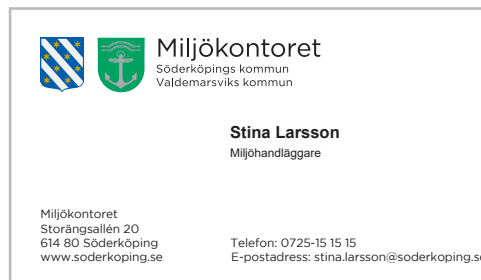 Miljökontoret
Söderköpings kommun
Valdemarsviks kommun
Stina Larsson
Miljöhandläggare
Miljökontoret
Storängsallén 20
614 80 Söderköping
www.soderkoping.se
Telefon: 0725-15 15 15
E-postadress: stina.larsson@soderkoping.se